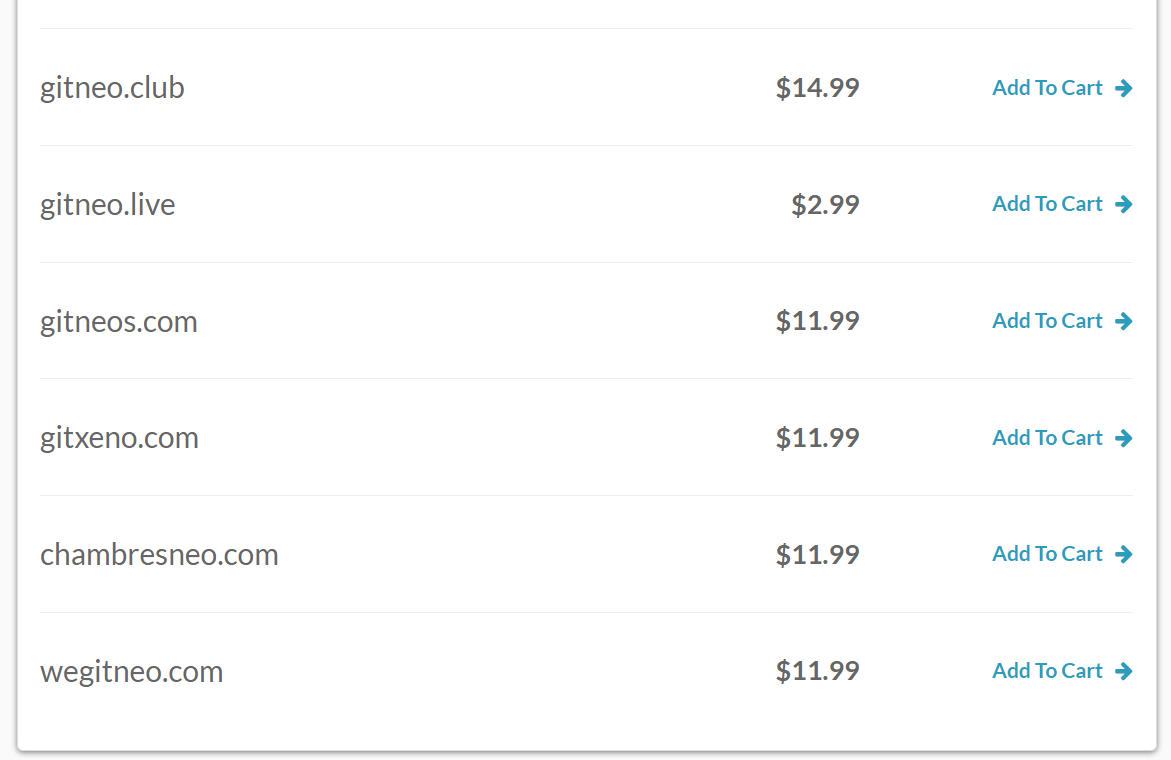 gitneo.club $14.99 Add To Cart
gitneo.live $2.99 Add To Cart
gitneos.com $11.99 Add To Cart
gitxeno.com $11.99 Add To Cart
chambresneo.com $11.99 Add To Cart
wegitneo.com $11.99 Add To Cart